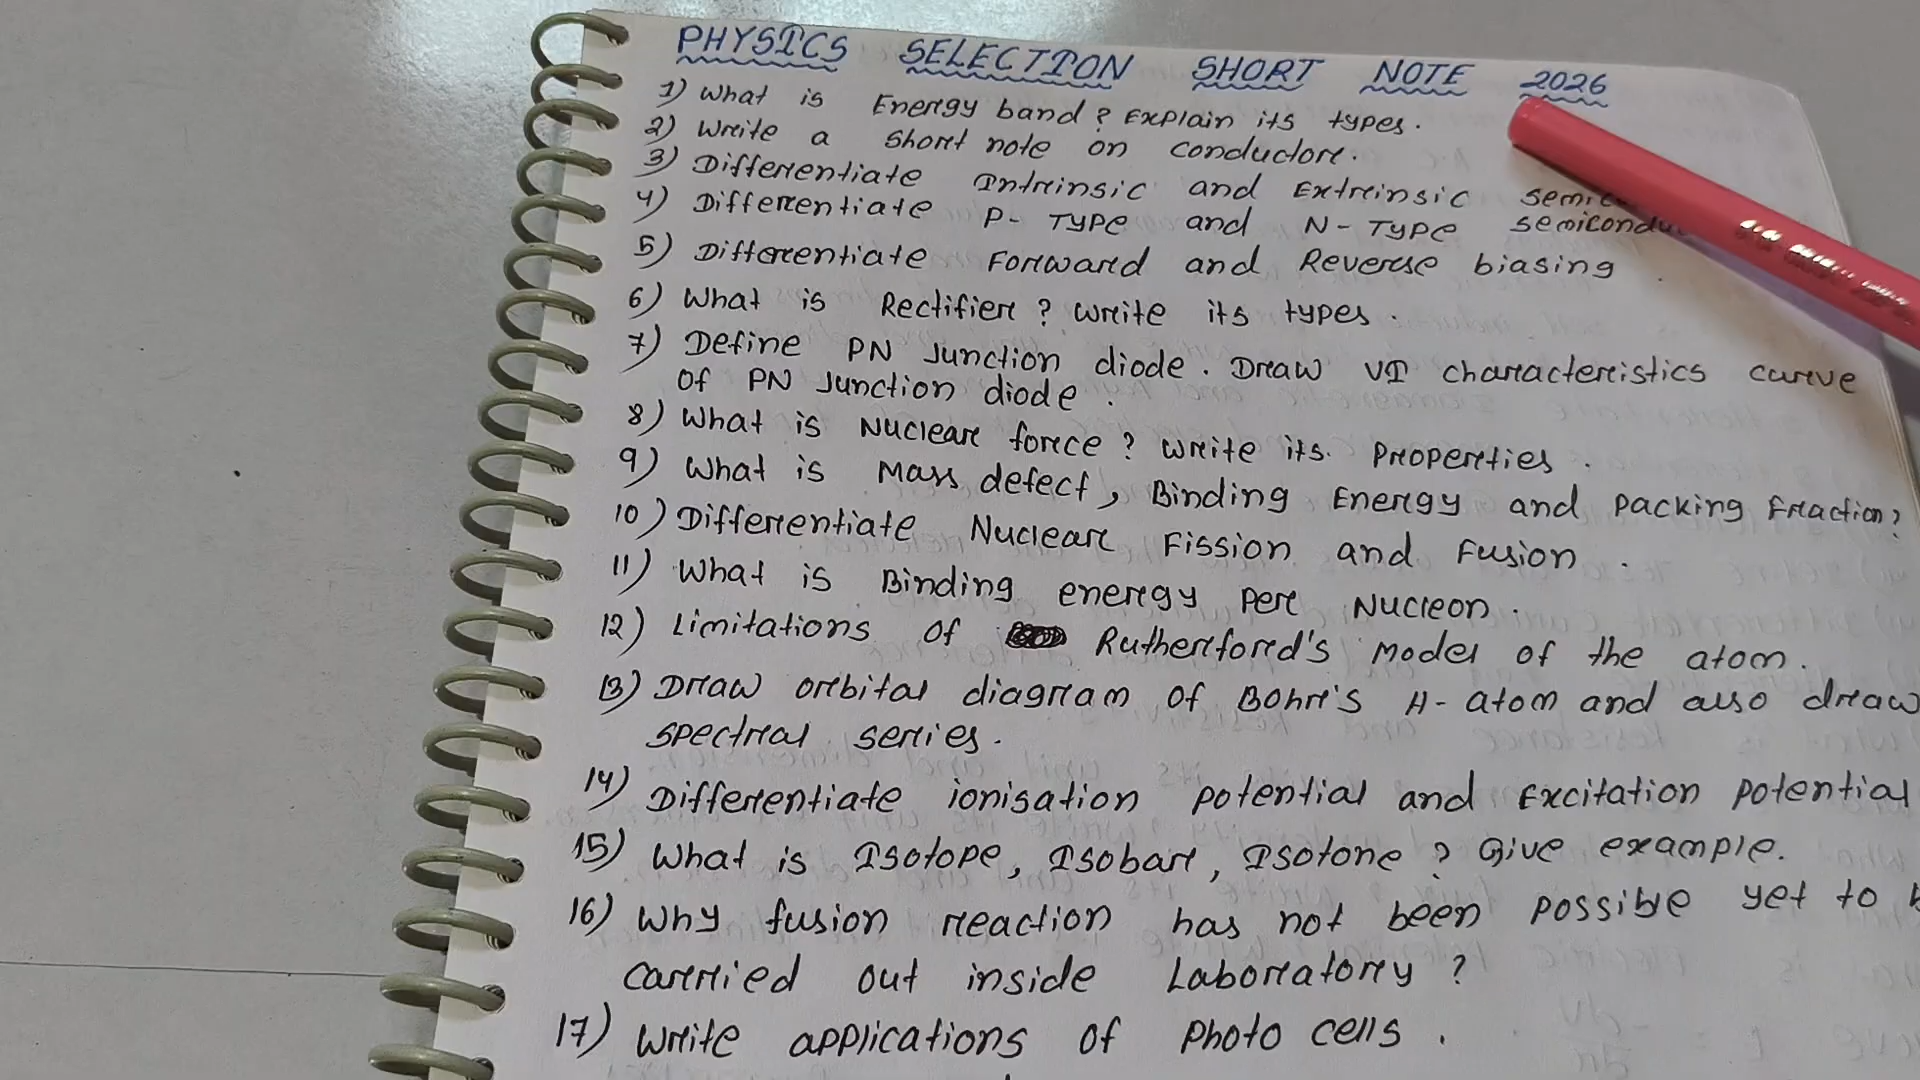 PHYSICS SELECTION SHORT NOTE 2026
1) What is Energy band? Explain its types.
2) Write a short note on conductor.
3) Differentiate Intrinsic and Extrinsic
4) Differentiate P-Type and N-Type
5) Differentiate Forward and Reverse biasing.
6) What is Rectifier? Write its types.
7) Define PN Junction diode. Draw VI characteristics curve
of PN Junction diode.
8) What is Nuclear force? Write its. Properties.
9) What is Mass defect, Binding Energy and Packing Fraction?
10) Differentiate Nuclear Fission and Fusion.
11) What is Binding energy per Nucleon.
12) Limitations of Rutherford's Model of the atom.
13) Draw orbital diagram of Bohr's H-atom and also draw
spectral series.
14) Differentiate ionisation potential and Excitation potential
15) What is Isotope, Isobar, Isotone? Give example.
16) Why fusion reaction has not been possible yet to
carried out inside Laboratory?
17) Write applications of Photo cells.